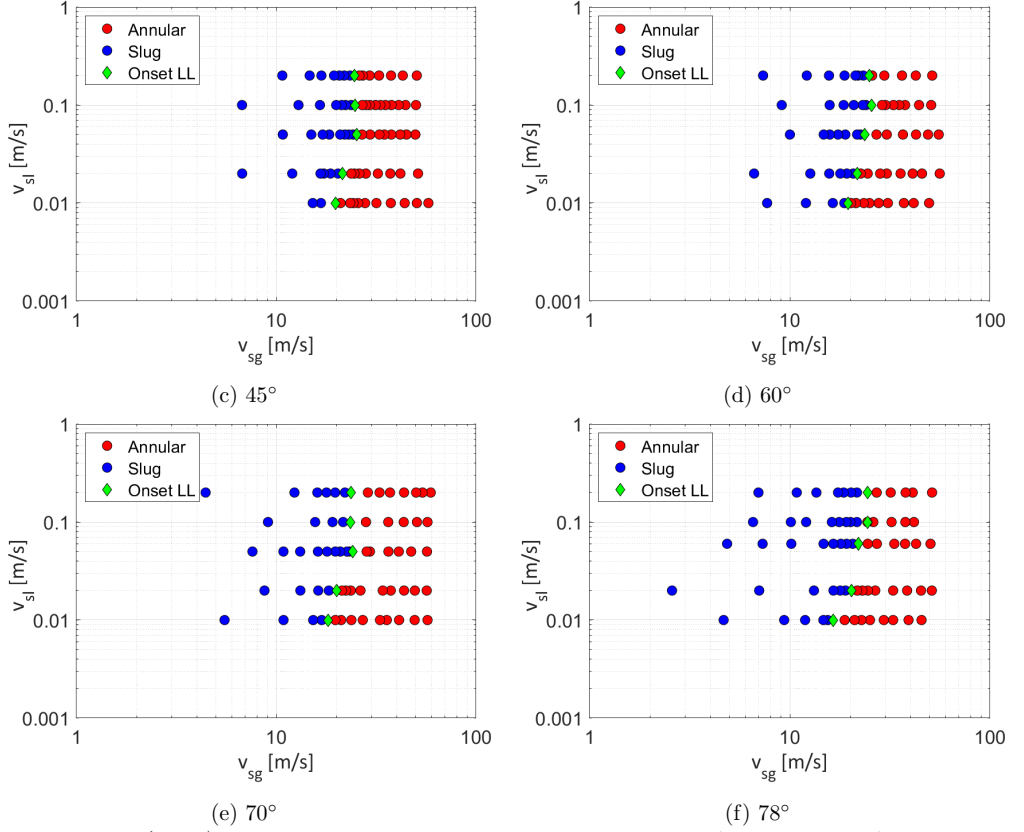 1
0.1
0.01
0.001
v_sl [m/s]
Annular
Slug
Onset LL
1 10 100
v_sg [m/s]
(c) 45°
1
0.1
0.01
0.001
v_sl [m/s]
Annular
Slug
Onset LL
1 10 100
v_sg [m/s]
(d) 60°
1
0.1
0.01
0.001
v_sl [m/s]
Annular
Slug
Onset LL
1 10 100
v_sg [m/s]
(e) 70°
1
0.1
0.01
0.001
v_sl [m/s]
Annular
Slug
Onset LL
1 10 100
v_sg [m/s]
(f) 78°